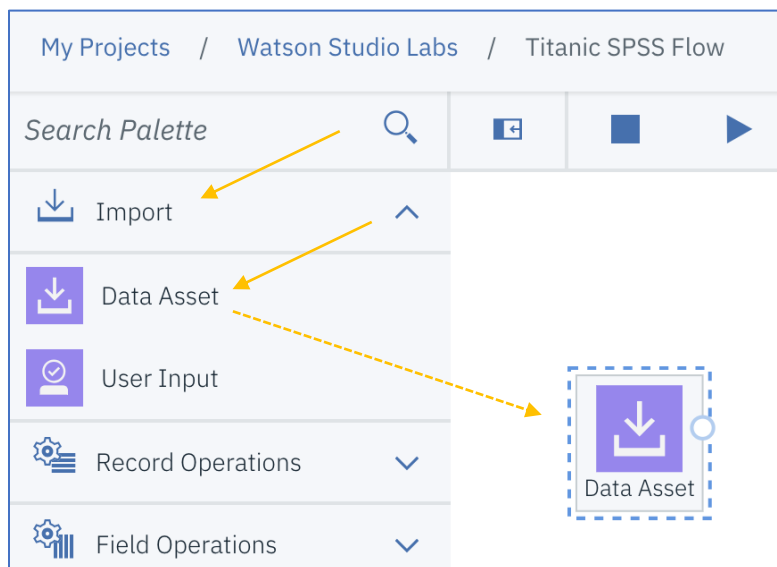 My Projects / Watson Studio Labs / Titanic SPSS Flow
Search Palette
Import
Data Asset
User Input
Record Operations
Field Operations
Data Asset